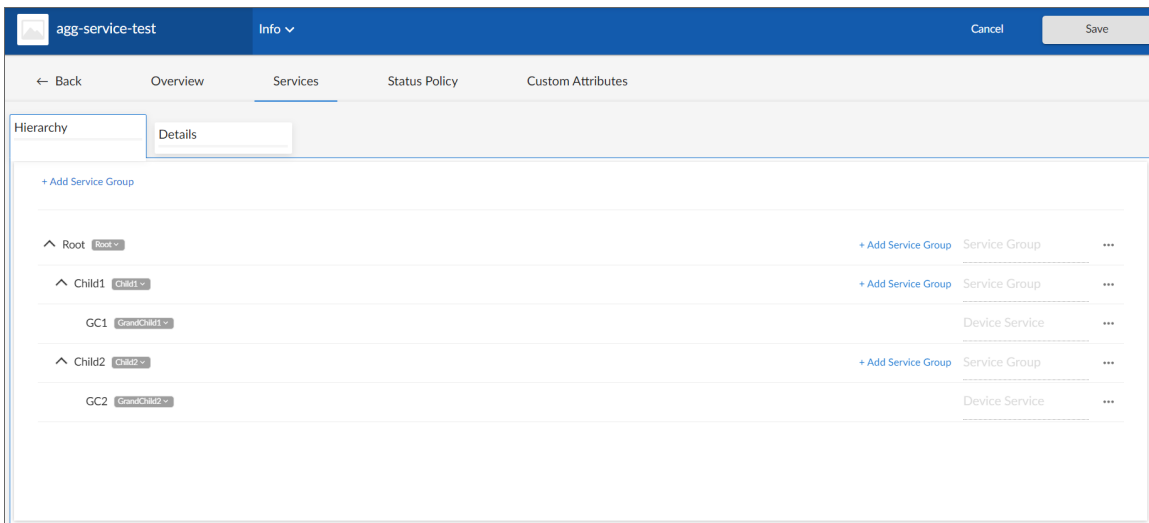 agg-service-test Info Cancel Save
← Back Overview Services Status Policy Custom Attributes
Hierarchy Details
+ Add Service Group
Root Root + Add Service Group Service Group •••
Child1 Child1 + Add Service Group Service Group •••
GC1 GrandChild1 Device Service •••
Child2 Child2 + Add Service Group Service Group •••
GC2 GrandChild2 Device Service •••